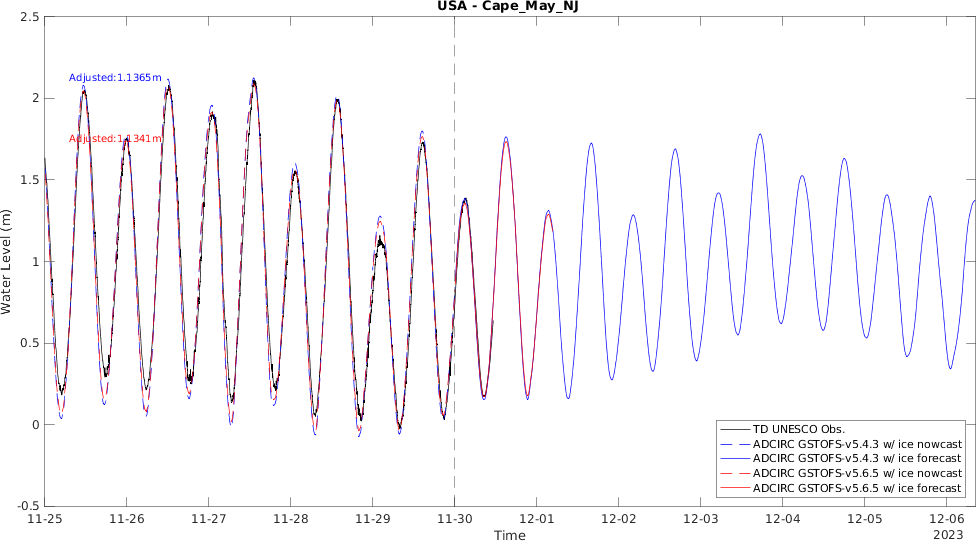 USA - Cape_May_NJ
2.5
2
1.5
1
0.5
0
-0.5
Water Level (m)
Adjusted:1.1365m
Adjusted:1.1341m
TD UNESCO Obs.
ADCIRC GSTOFS-v5.4.3 w/ ice nowcast
ADCIRC GSTOFS-v5.4.3 w/ ice forecast
ADCIRC GSTOFS-v5.6.5 w/ ice nowcast
ADCIRC GSTOFS-v5.6.5 w/ ice forecast
11-25 11-26 11-27 11-28 11-29 11-30 12-01 12-02 12-03 12-04 12-05 12-06
Time
2023